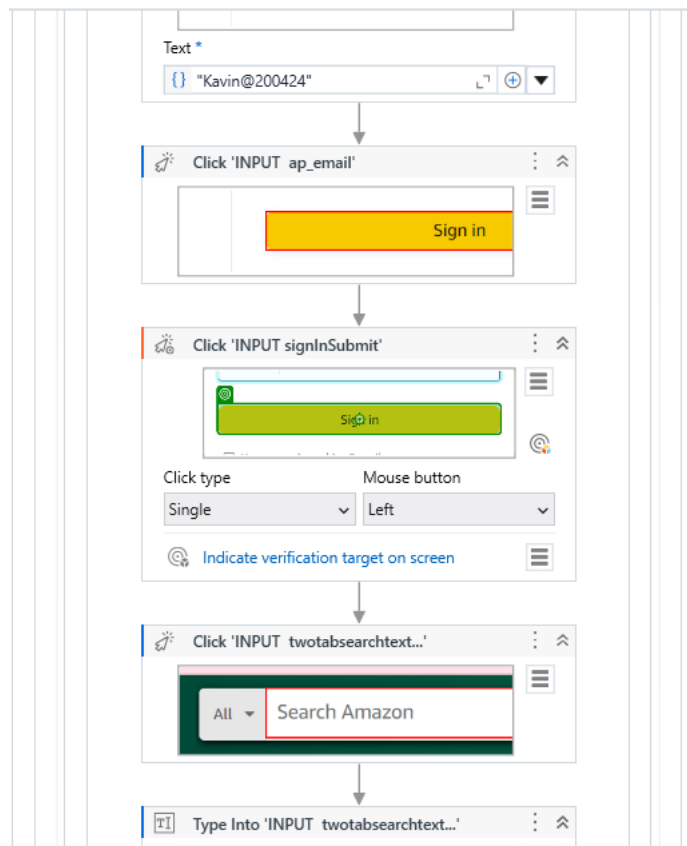 Text *
{} "Kavin@200424"
Click 'INPUT ap_email'
Sign in
Click 'INPUT signInSubmit'
Sign in
Click type Mouse button
Single Left
Indicate verification target on screen
Click 'INPUT twotabsearchtext...'
All Search Amazon
TI Type Into 'INPUT twotabsearchtext...'